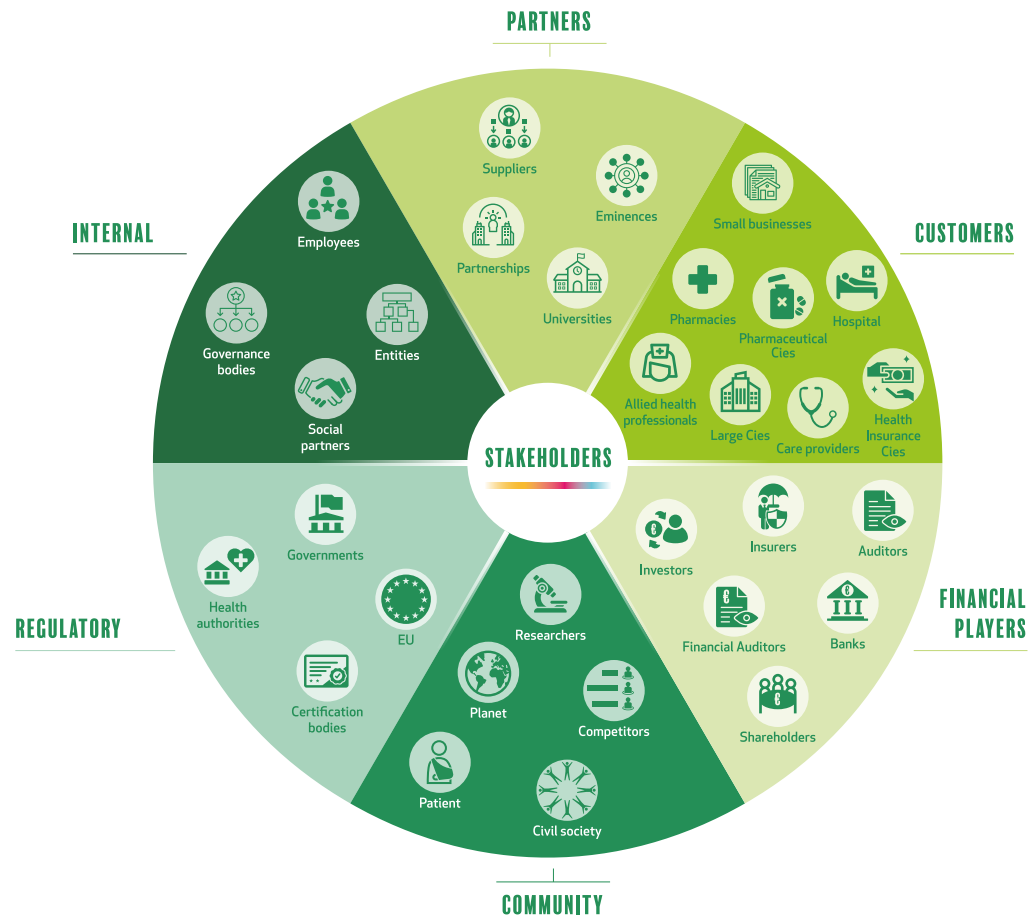 PARTNERS
Suppliers
Eminences
Partnerships
Universities
CUSTOMERS
Small businesses
Pharmacies
Pharmaceutical
Cies
Hospital
Allied health
professionals
Large Cies
Care providers
Health
Insurance
Cies
INTERNAL
Employees
Governance
bodies
Entities
Social
partners
STAKEHOLDERS
REGULATORY
Governments
Health
authorities
EU
Certification
bodies
COMMUNITY
Researchers
Planet
Competitors
Patient
Civil society
FINANCIAL
PLAYERS
Investors
Insurers
Auditors
Financial Auditors
Banks
Shareholders